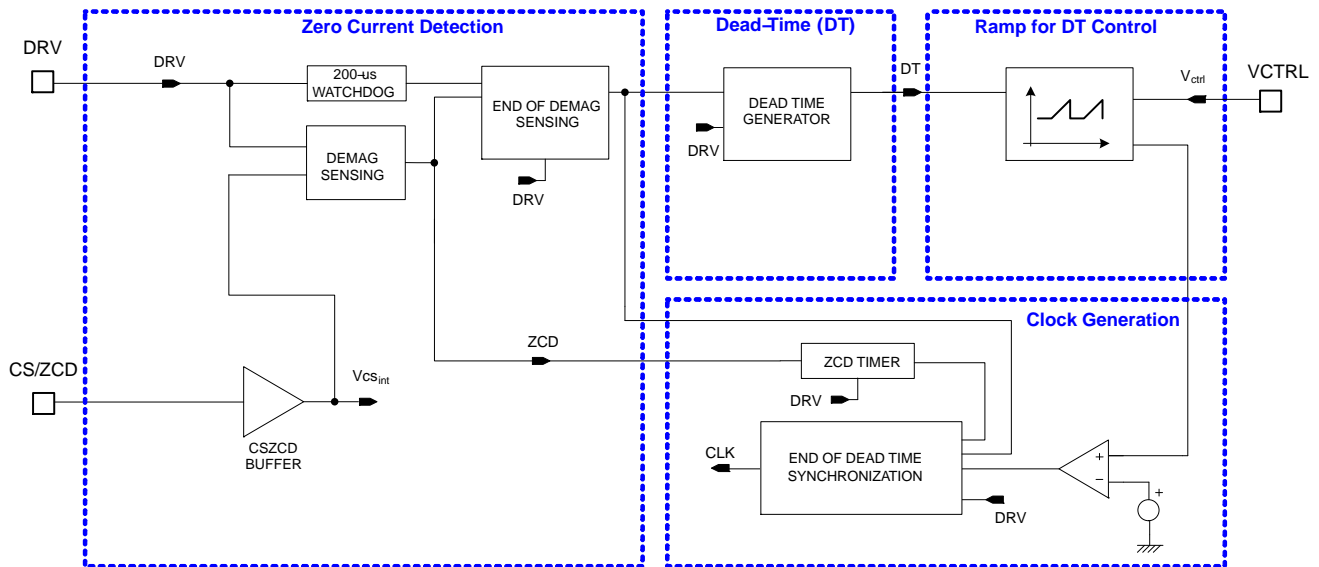 Zero Current Detection
Dead-Time (DT)
Ramp for DT Control
DRV
DRV
200-us
WATCHDOG
END OF DEMAG
SENSING
DRV
DEMAG
SENSING
DEAD TIME
GENERATOR
DRV
DT
Vctrl
VCTRL
Clock Generation
CS/ZCD
Vcsint
CSZCD
BUFFER
ZCD
ZCD TIMER
DRV
CLK
END OF DEAD TIME
SYNCHRONIZATION
DRV
+
−
+